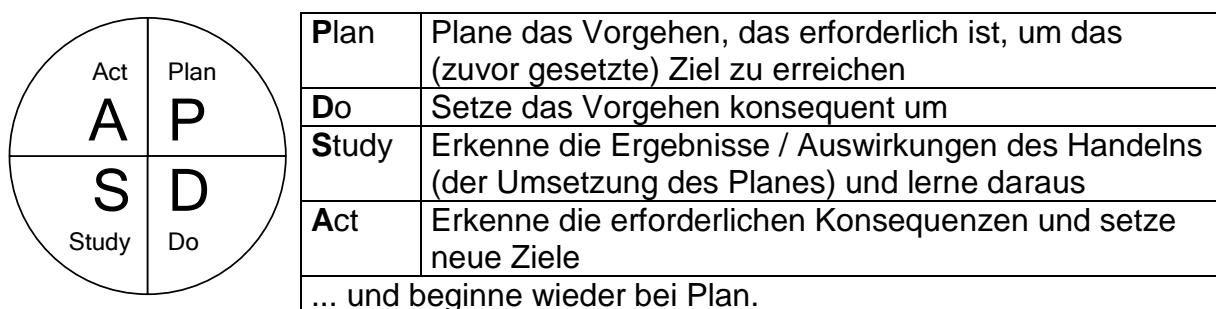 Act Plan
A P
S D
Study Do
Plan Plane das Vorgehen, das erforderlich ist, um das
(zuvor gesetzte) Ziel zu erreichen
Do Setze das Vorgehen konsequent um
Study Erkenne die Ergebnisse / Auswirkungen des Handelns
(der Umsetzung des Planes) und lerne daraus
Act Erkenne die erforderlichen Konsequenzen und setze
neue Ziele
... und beginne wieder bei Plan.